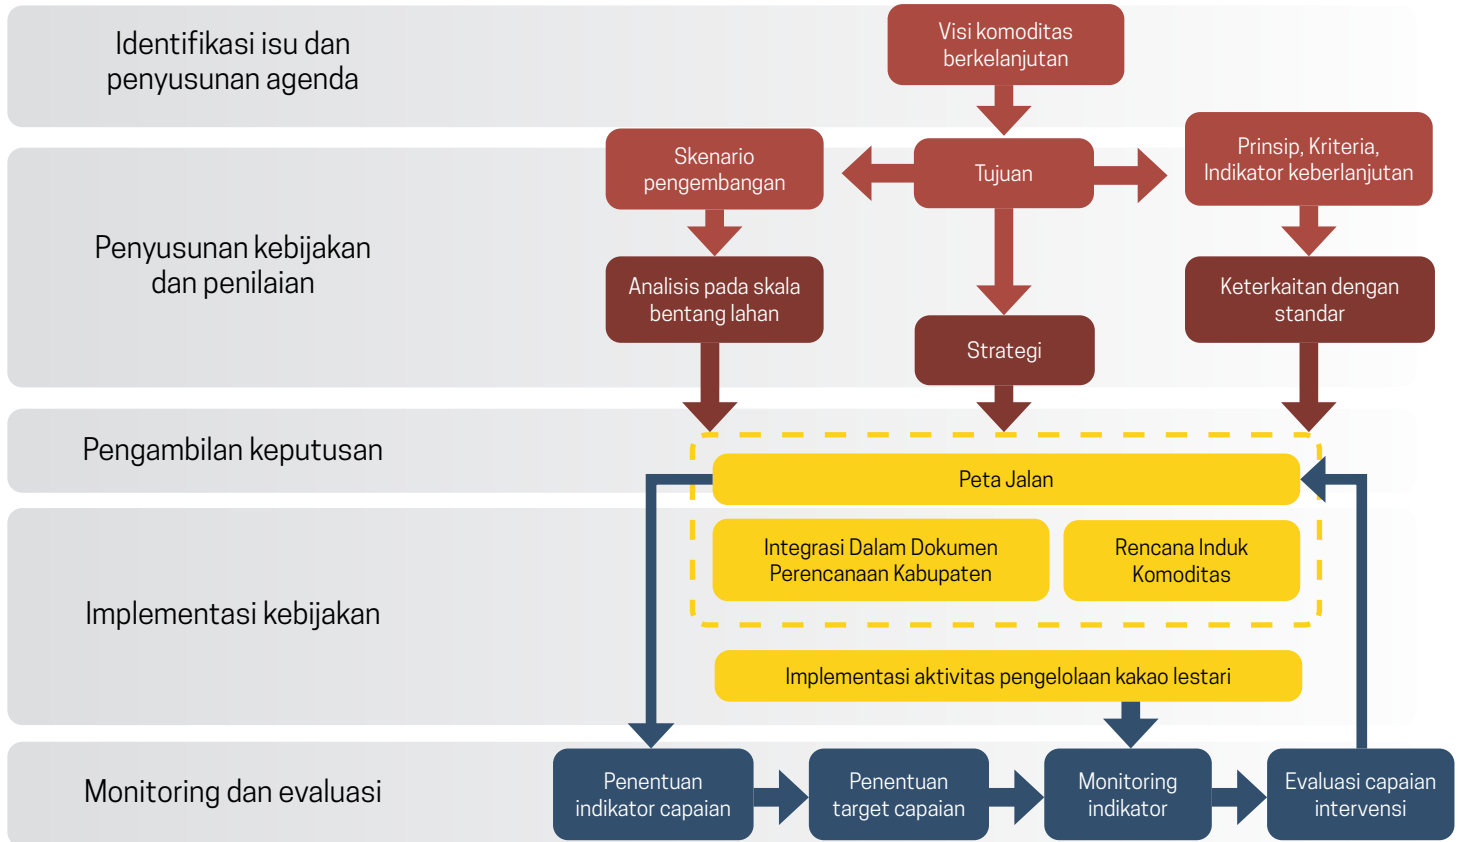 Identifikasi isu dan
penyusunan agenda
Visi komoditas
berkelanjutan
Skenario
pengembangan
Tujuan
Prinsip, Kriteria,
Indikator keberlanjutan
Penyusunan kebijakan
dan penilaian
Analisis pada skala
bentang lahan
Strategi
Keterkaitan dengan
standar
Pengambilan keputusan
Peta Jalan
Integrasi Dalam Dokumen
Perencanaan Kabupaten
Rencana Induk
Komoditas
Implementasi kebijakan
Implementasi aktivitas pengelolaan kakao lestari
Monitoring dan evaluasi
Penentuan
indikator capaian
Penentuan
target capaian
Monitoring
indikator
Evaluasi capaian
intervensi